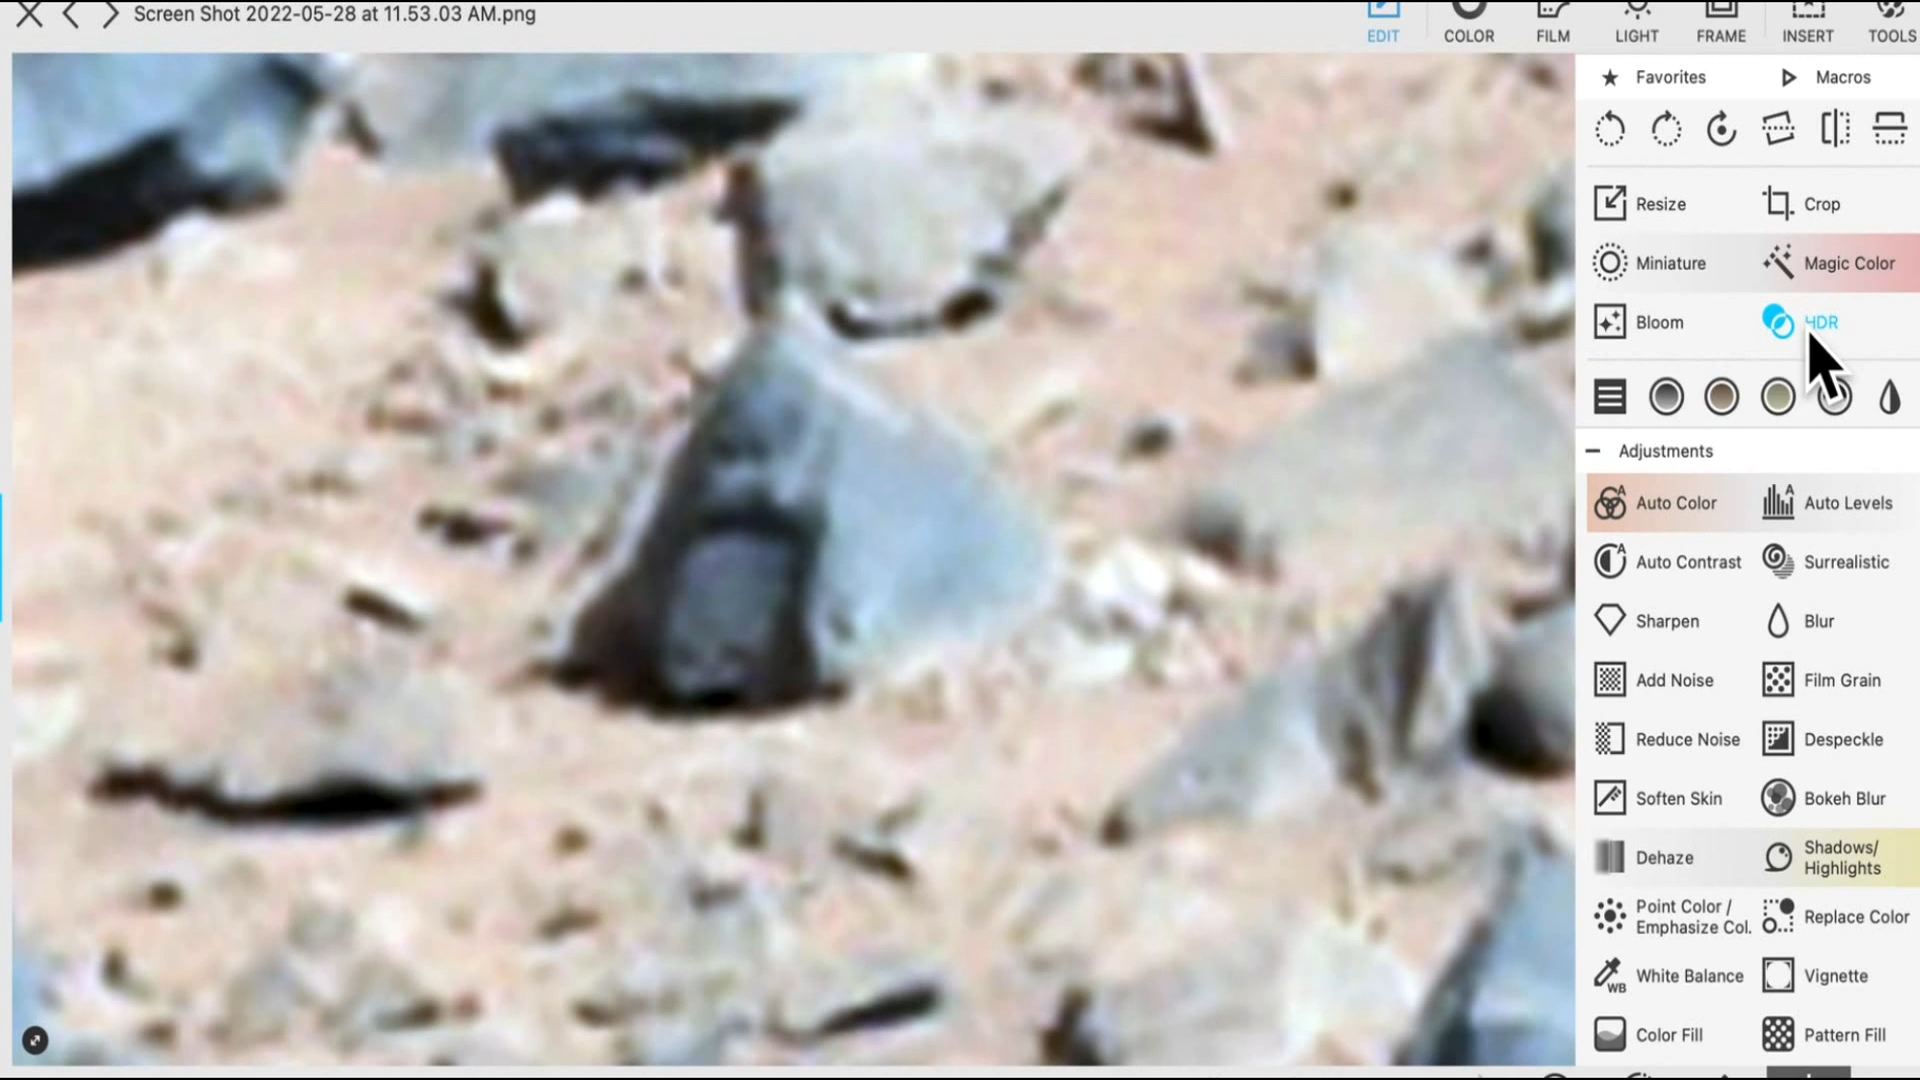 Screen Shot 2022-05-28 at 11.53.03 AM.png
EDIT
COLOR
FILM
LIGHT
FRAME
INSERT
TOOLS
Favorites
Macros
Resize
Crop
Miniature
Magic Color
Bloom
HDR
Adjustments
Auto Color
Auto Levels
Auto Contrast
Surrealistic
Sharpen
Blur
Add Noise
Film Grain
Reduce Noise
Despeckle
Soften Skin
Bokeh Blur
Dehaze
Shadows/
Highlights
Point Color /
Emphasize Col.
Replace Color
WB
White Balance
Vignette
Color Fill
Pattern Fill